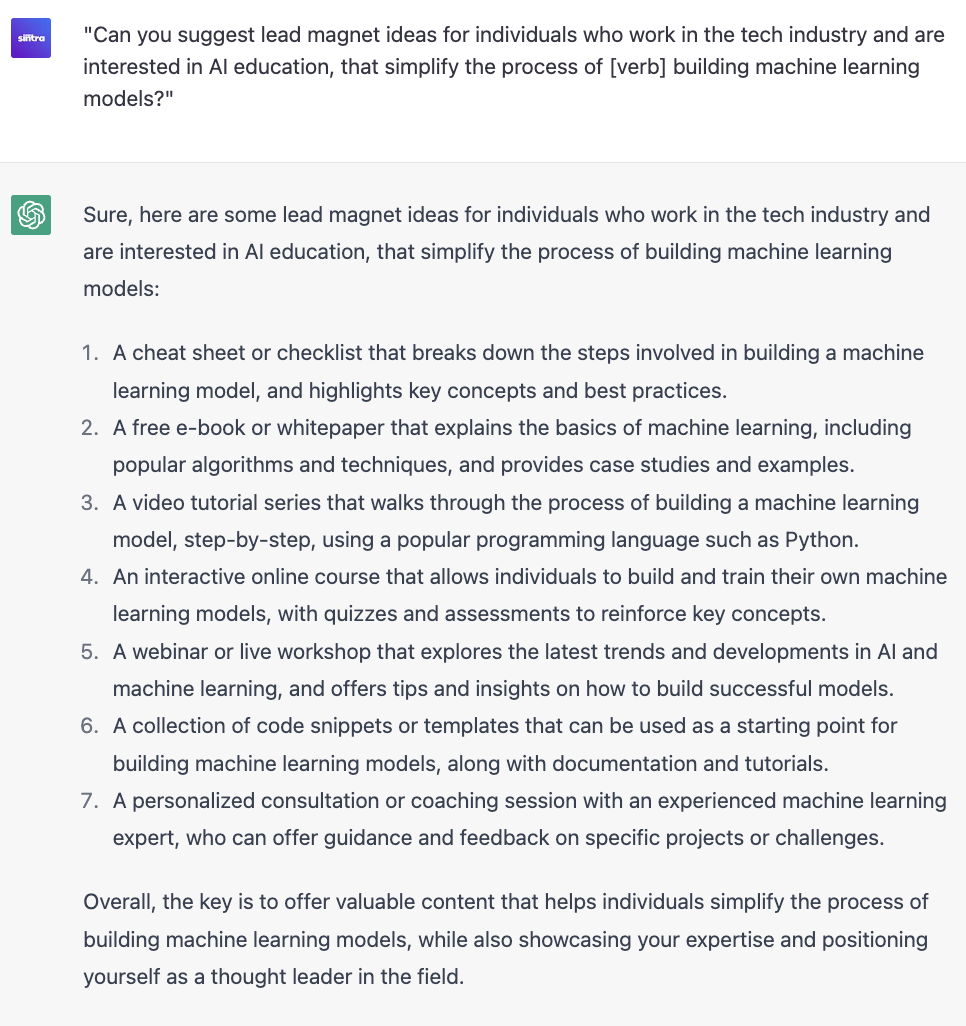 sintra
"Can you suggest lead magnet ideas for individuals who work in the tech industry and are
interested in AI education, that simplify the process of [verb] building machine learning
models?"
Sure, here are some lead magnet ideas for individuals who work in the tech industry and
are interested in AI education, that simplify the process of building machine learning
models:
1. A cheat sheet or checklist that breaks down the steps involved in building a machine
learning model, and highlights key concepts and best practices.
2. A free e-book or whitepaper that explains the basics of machine learning, including
popular algorithms and techniques, and provides case studies and examples.
3. A video tutorial series that walks through the process of building a machine learning
model, step-by-step, using a popular programming language such as Python.
4. An interactive online course that allows individuals to build and train their own machine
learning models, with quizzes and assessments to reinforce key concepts.
5. A webinar or live workshop that explores the latest trends and developments in AI and
machine learning, and offers tips and insights on how to build successful models.
6. A collection of code snippets or templates that can be used as a starting point for
building machine learning models, along with documentation and tutorials.
7. A personalized consultation or coaching session with an experienced machine learning
expert, who can offer guidance and feedback on specific projects or challenges.
Overall, the key is to offer valuable content that helps individuals simplify the process of
building machine learning models, while also showcasing your expertise and positioning
yourself as a thought leader in the field.